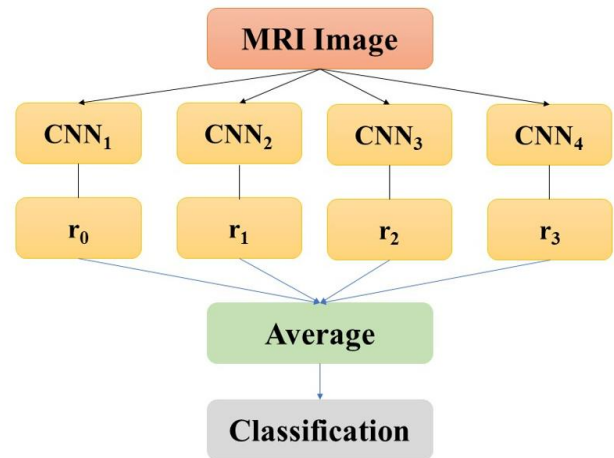 MRI Image
CNN₁ CNN₂ CNN₃ CNN₄
r₀ r₁ r₂ r₃
Average
Classification